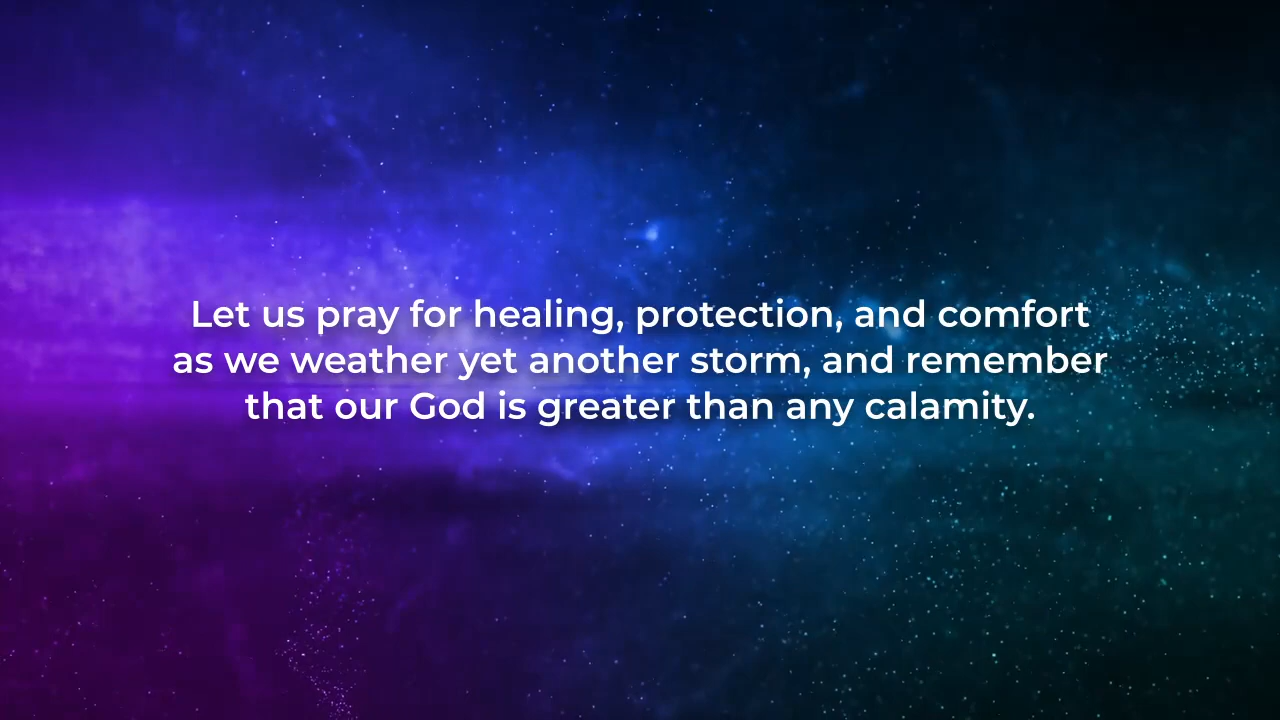 Let us pray for healing, protection, and comfort
as we weather yet another storm, and remember
that our God is greater than any calamity.